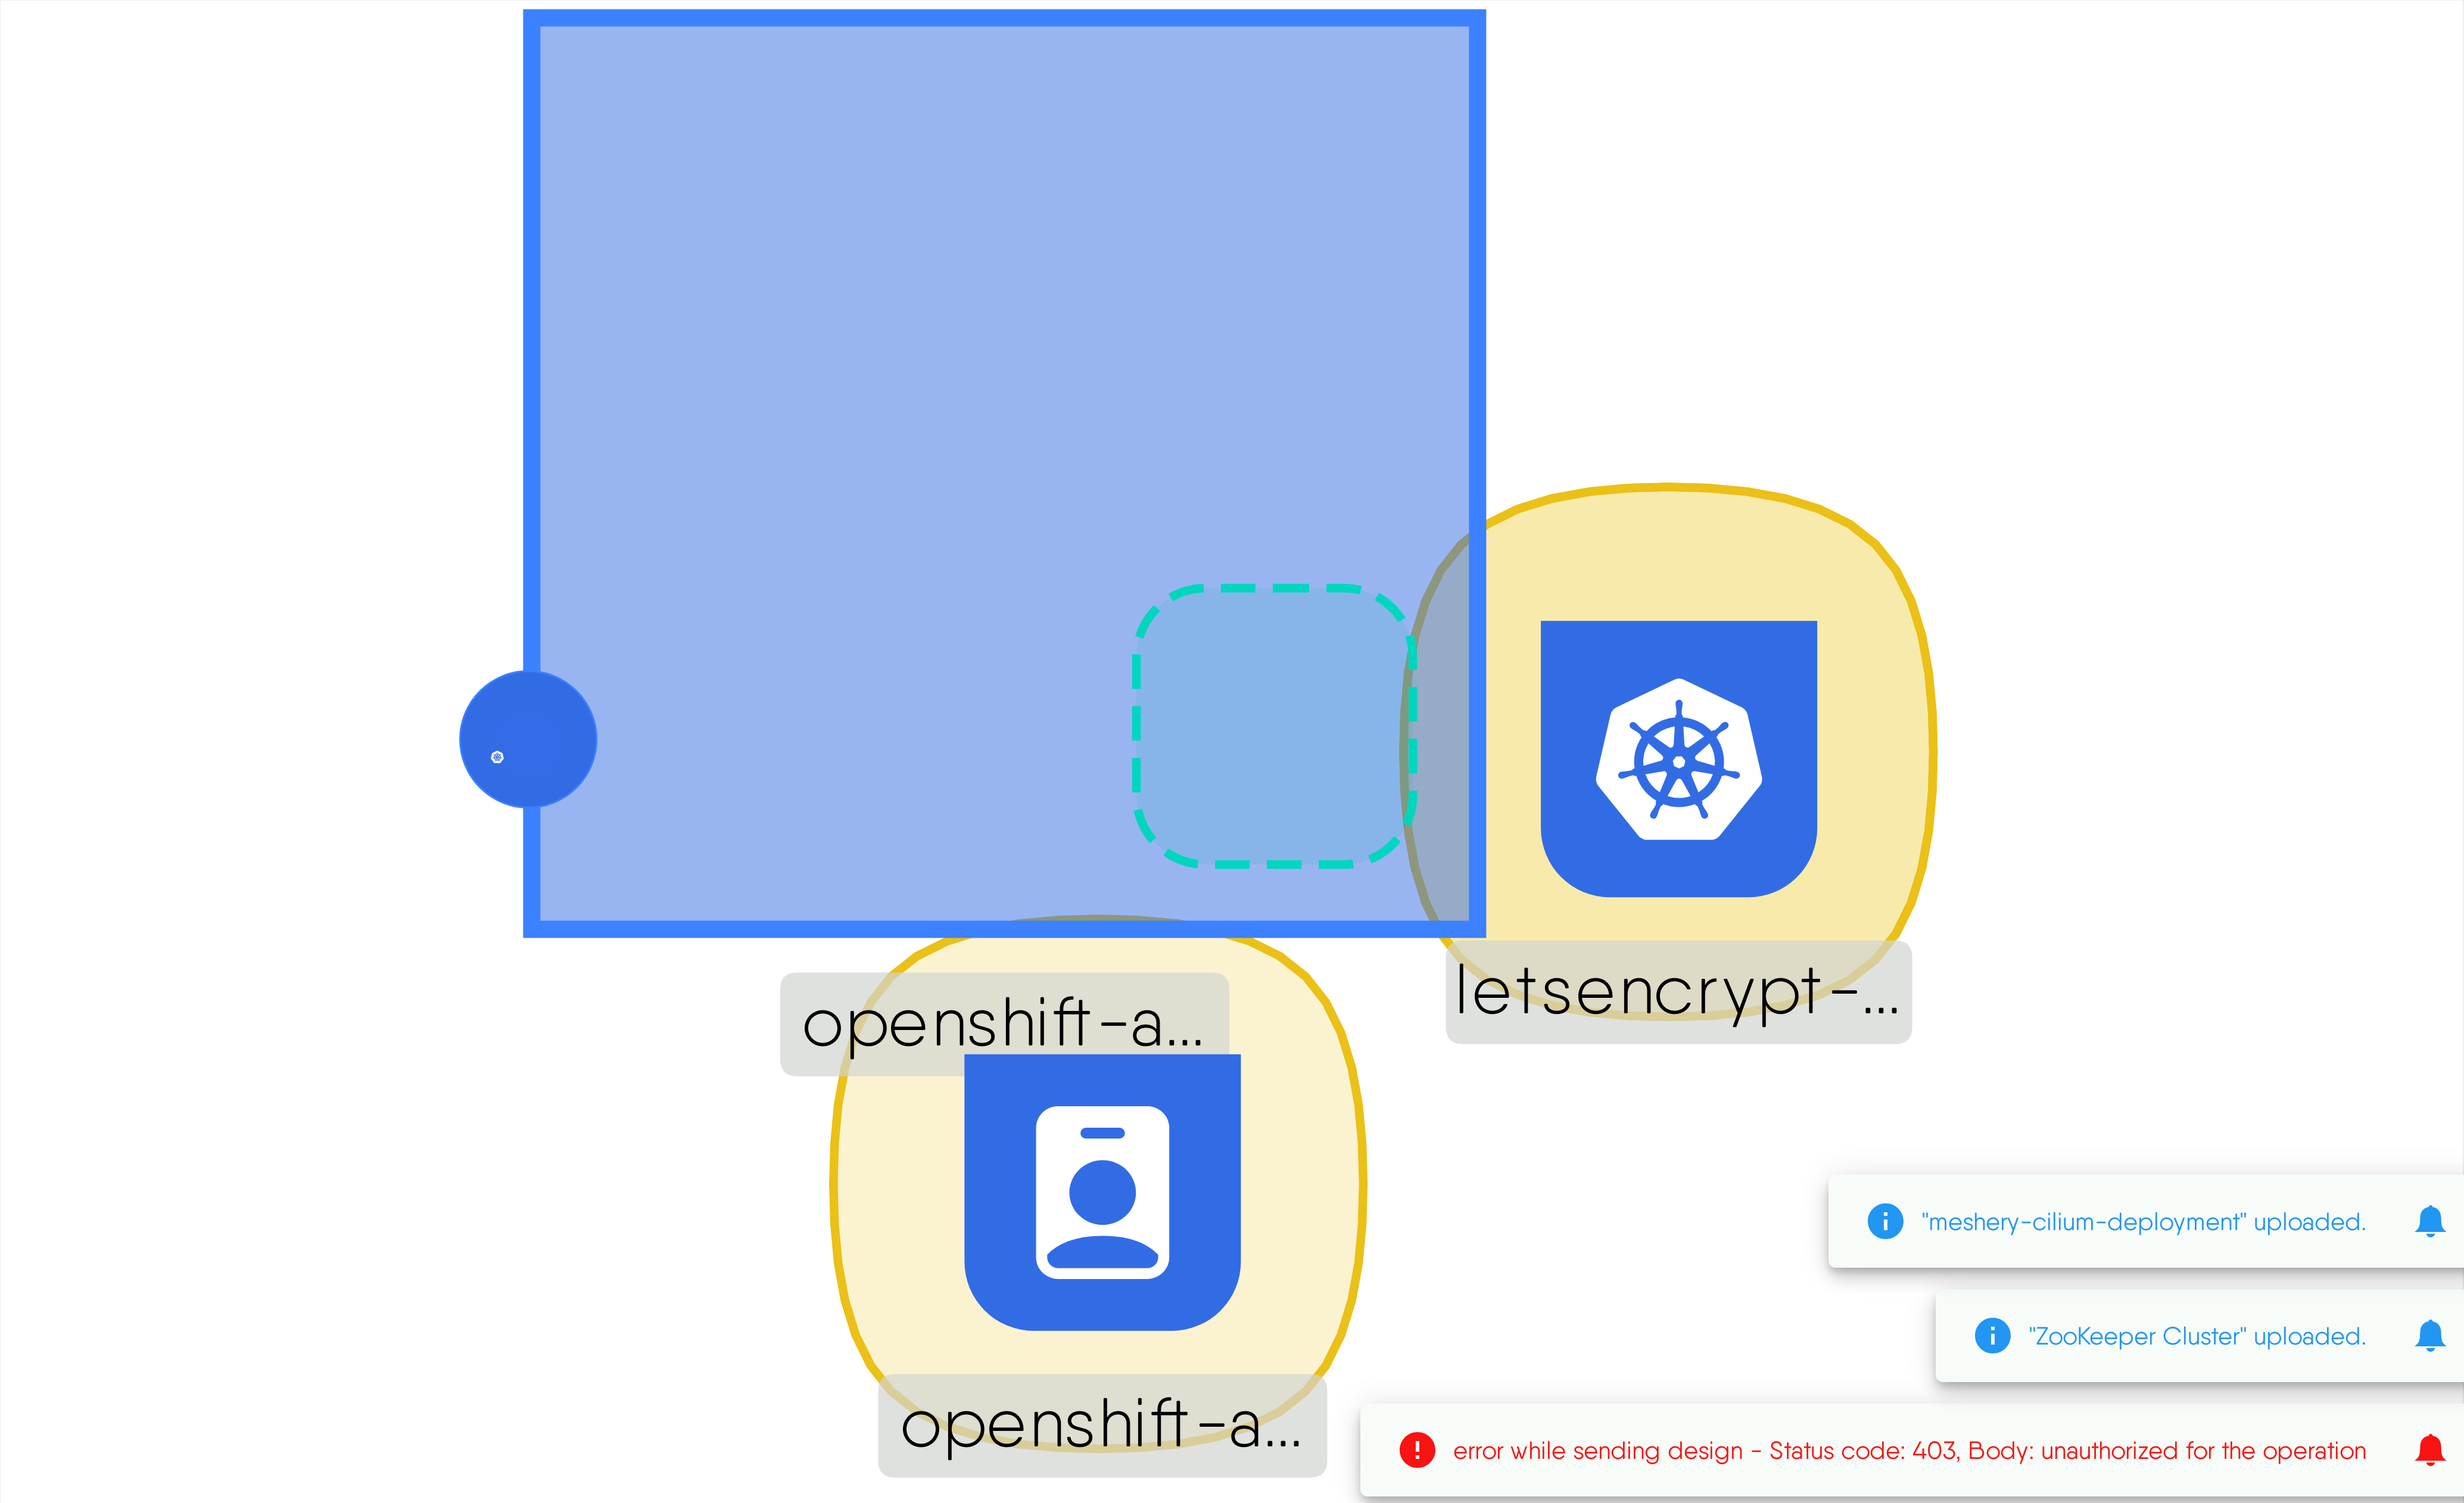 letsencrypt-...
openshift-a...
openshift-a...
"meshery-cilium-deployment" uploaded.
"ZooKeeper Cluster" uploaded.
error while sending design - Status code: 403, Body: unauthorized for the operation